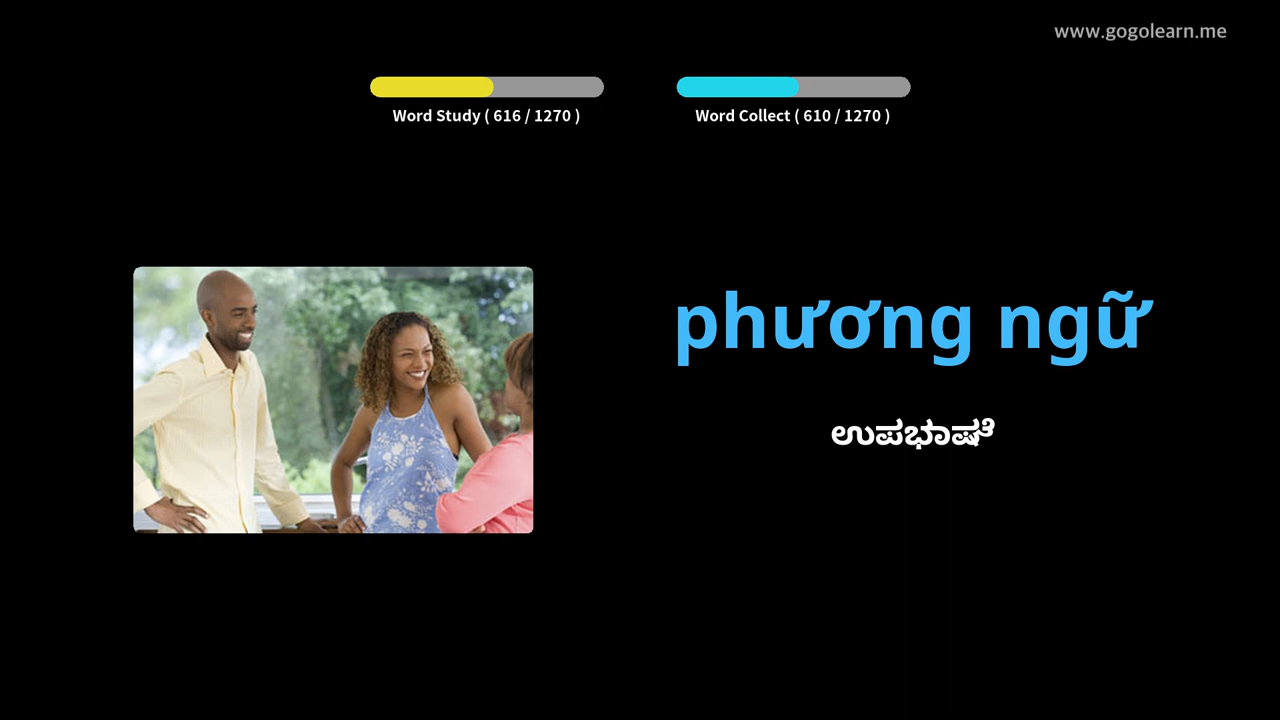 www.gogolearn.me
Word Study ( 616 / 1270 )
Word Collect ( 610 / 1270 )
phương ngữ
ಉಪಭಾಷೆ